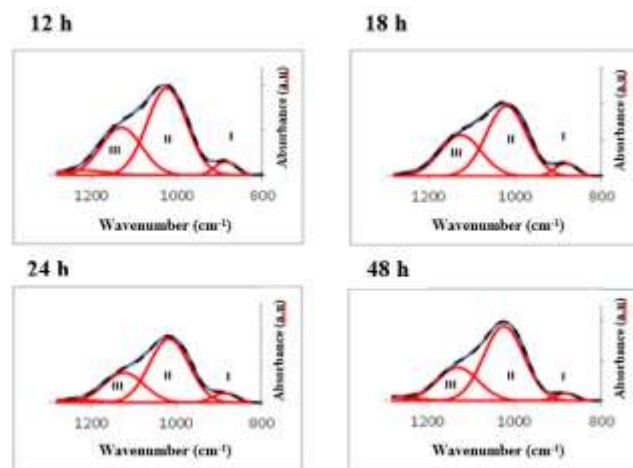 12 h
18 h
III
II
I
Absorbance (a.u)
1200
1000
800
Wavenumber (cm-1)
III
II
I
Absorbance (a.u)
1200
1000
800
Wavenumber (cm-1)
24 h
48 h
III
II
I
Absorbance (a.u)
1200
1000
800
Wavenumber (cm-1)
III
II
I
Absorbance (a.u)
1200
1000
800
Wavenumber (cm-1)